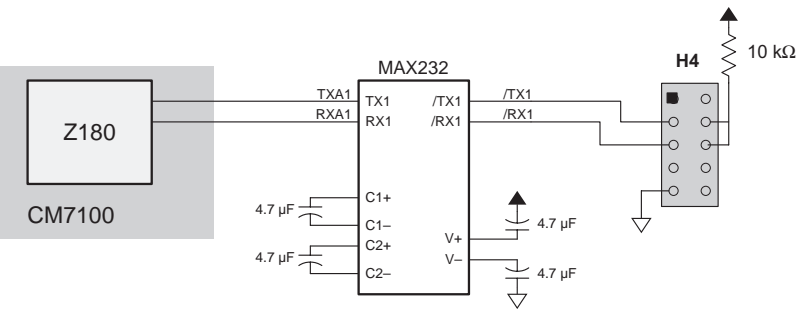 MAX232
H4
10 kΩ
TXA1 TX1 /TX1 /TX1
RXA1 RX1 /RX1 /RX1
Z180
CM7100
4.7 µF
C1+
C1–
4.7 µF
C2+
C2–
V+
V–
4.7 µF
4.7 µF